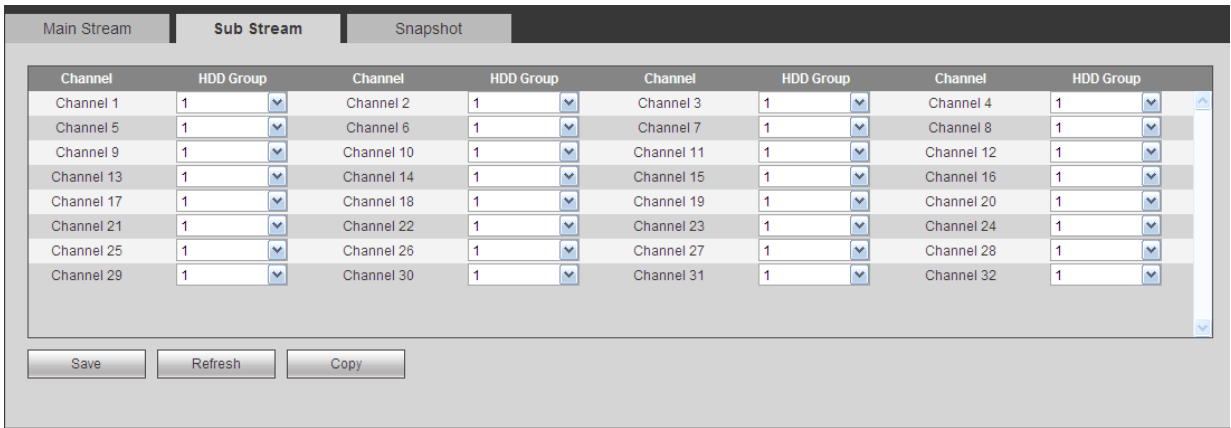 Main Stream Sub Stream Snapshot
Channel HDD Group Channel HDD Group Channel HDD Group Channel HDD Group
Channel 1 1 Channel 2 1 Channel 3 1 Channel 4 1
Channel 5 1 Channel 6 1 Channel 7 1 Channel 8 1
Channel 9 1 Channel 10 1 Channel 11 1 Channel 12 1
Channel 13 1 Channel 14 1 Channel 15 1 Channel 16 1
Channel 17 1 Channel 18 1 Channel 19 1 Channel 20 1
Channel 21 1 Channel 22 1 Channel 23 1 Channel 24 1
Channel 25 1 Channel 26 1 Channel 27 1 Channel 28 1
Channel 29 1 Channel 30 1 Channel 31 1 Channel 32 1
Save Refresh Copy